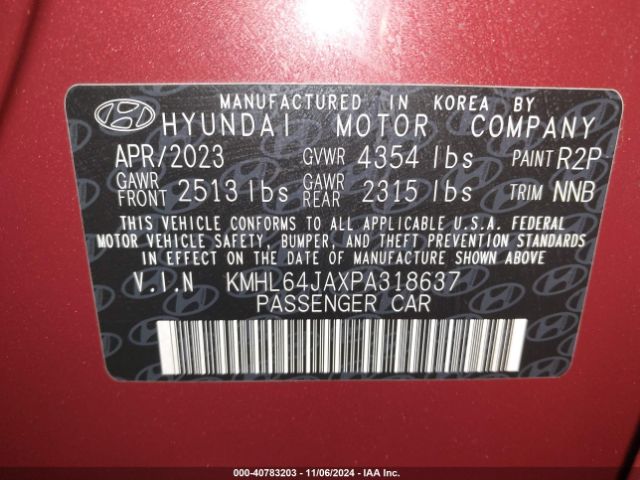 MANUFACTURED IN KOREA BY
HYUNDAI MOTOR COMPANY
APR/2023 GVWR 4354 lbs PAINT R2P
GAWR FRONT 2513 lbs GAWR REAR 2315 lbs TRIM NNB
THIS VEHICLE CONFORMS TO ALL APPLICABLE U.S.A. FEDERAL
MOTOR VEHICLE SAFETY, BUMPER, AND THEFT PREVENTION STANDARDS
IN EFFECT ON THE DATE OF MANUFACTURE SHOWN ABOVE.
V.I.N KMHL64JAXPA318637
PASSENGER CAR
000-40783203 - 11/06/2024 - IAAI.COM